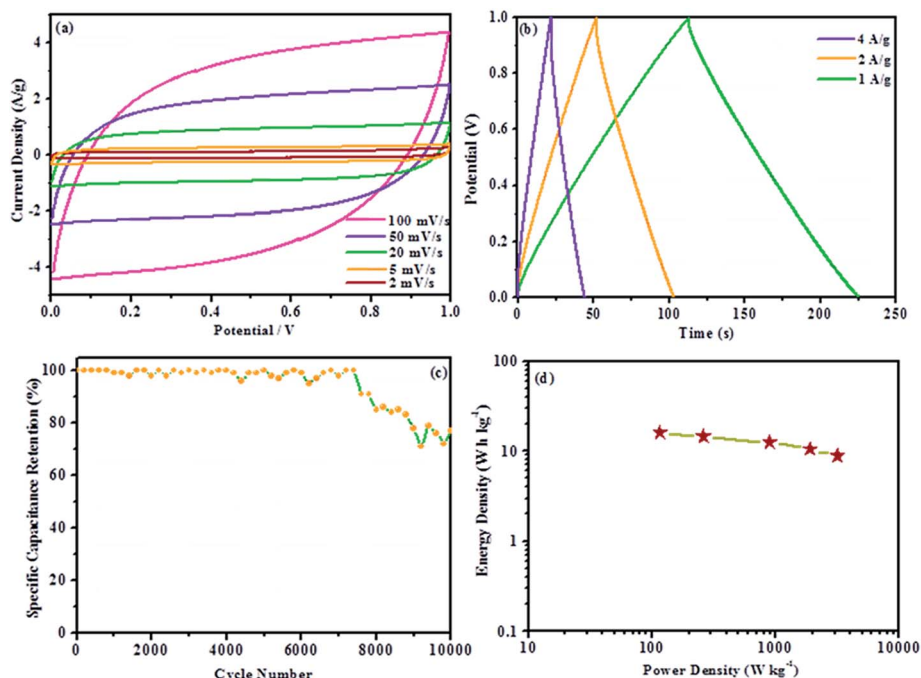 (a)
4
2
0
-2
-4
Current Density (A/g)
100 mV/s
50 mV/s
20 mV/s
5 mV/s
2 mV/s
0.0 0.2 0.4 0.6 0.8 1.0
Potential / V
(b)
1.0
0.8
0.6
0.4
0.2
0.0
Potential (V)
4 A/g
2 A/g
1 A/g
0 50 100 150 200 250
Time (s)
(c)
100
80
60
40
20
0
Specific Capacitance Retention (%)
0 2000 4000 6000 8000 10000
Cycle Number
(d)
100
10
1
0.1
Energy Density (W h kg⁻¹)
10 100 1000 10000
Power Density (W kg⁻¹)